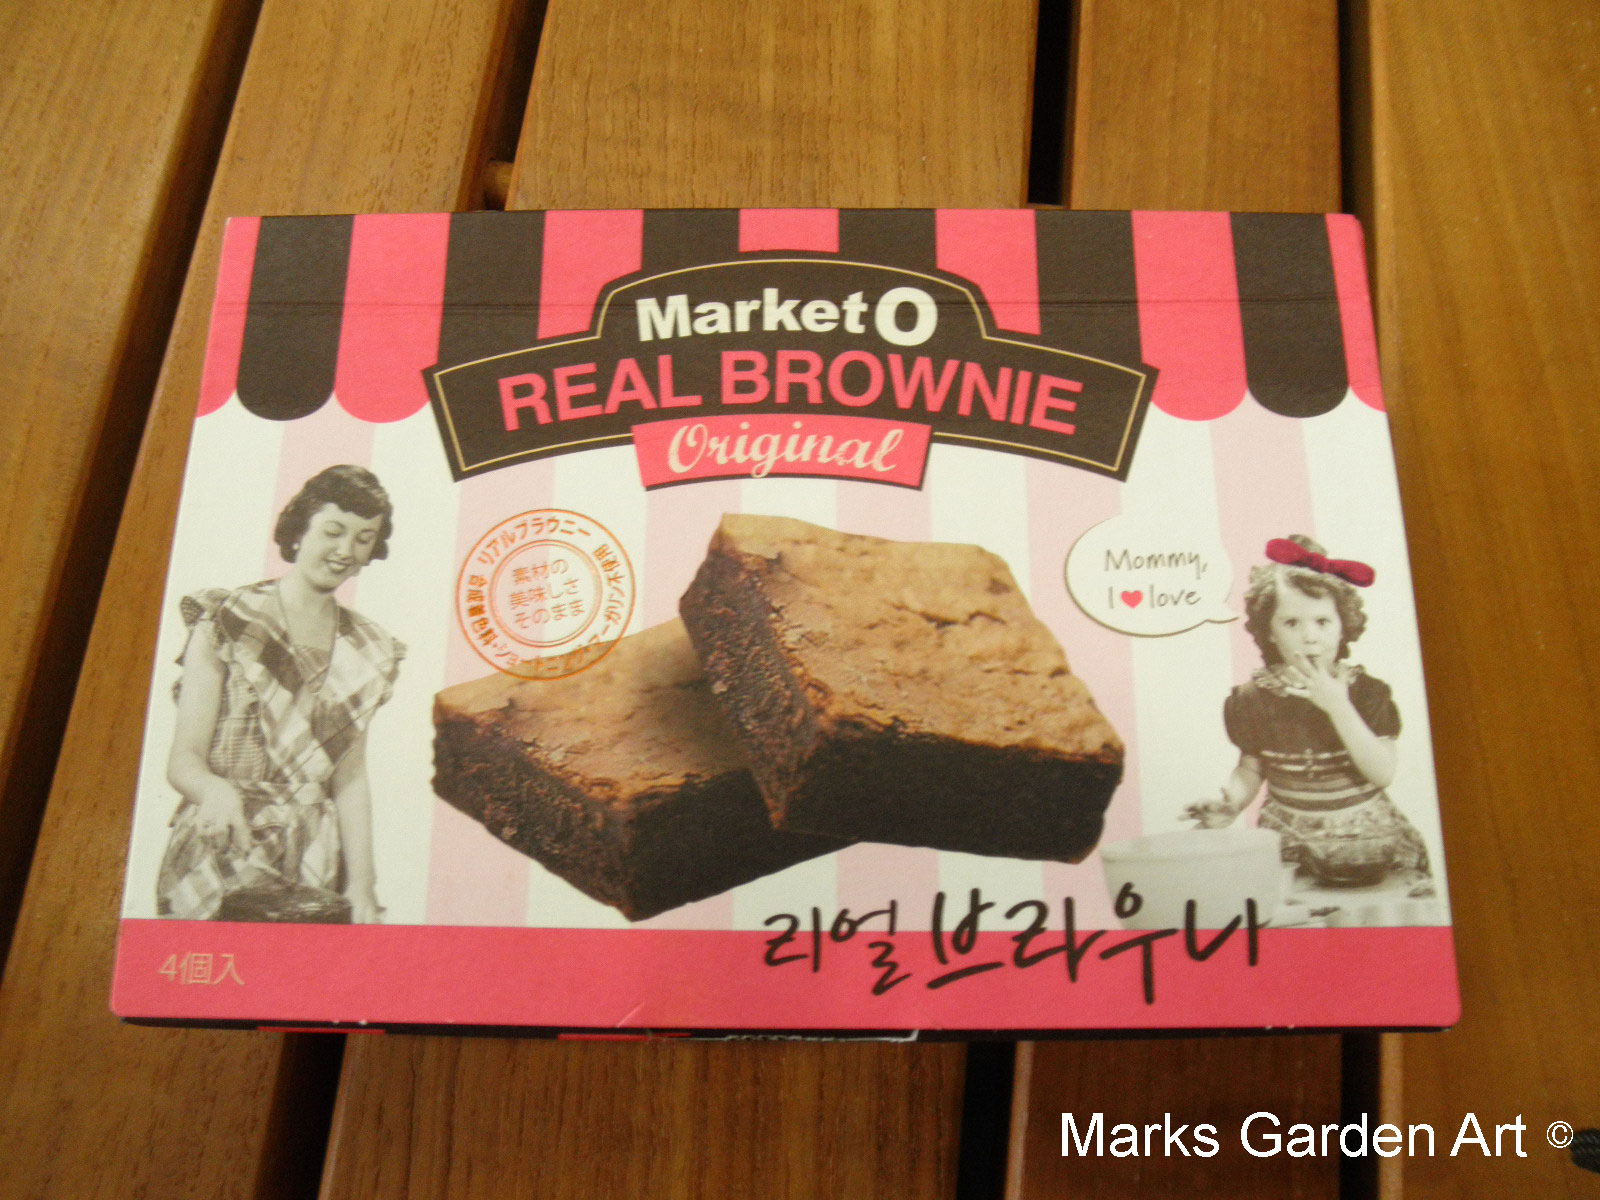 Market O
REAL BROWNIE
Original
リアルブラウニー
素材の
美味しさ
そのまま
Mommy,
I ♥ love
리얼 브라우니
4個入
Marks Garden Art ©